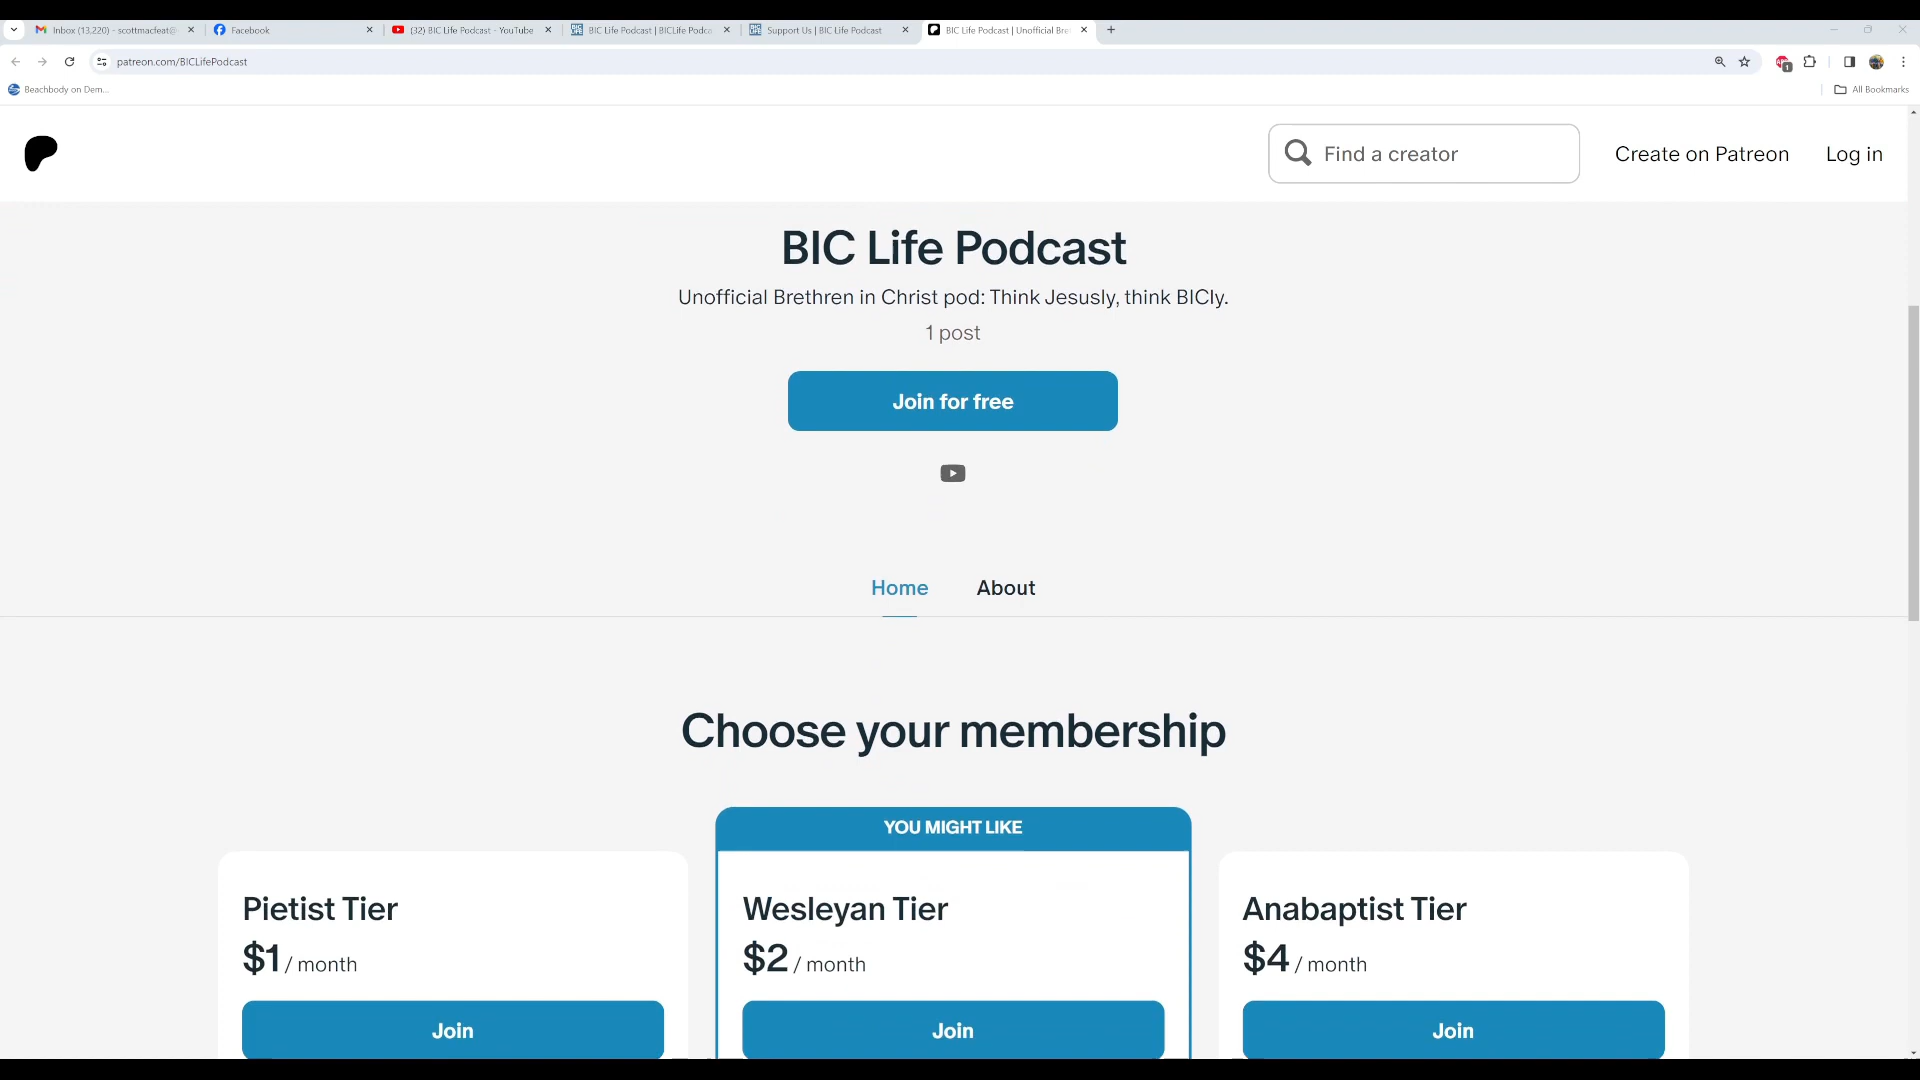 Inbox (13,220) - scottmacfeat@
Facebook
(32) BIC Life Podcast - YouTube
BIC Life Podcast | BICLife Podca
Support Us | BIC Life Podcast
BIC Life Podcast | Unofficial Bre
patreon.com/BICLifePodcast
1
Beachbody on Dem...
All Bookmarks
Find a creator
Create on Patreon
Log in
BIC Life Podcast
Unofficial Brethren in Christ pod: Think Jesusly, think BICly.
1 post
Join for free
Home
About
Choose your membership
YOU MIGHT LIKE
Pietist Tier
$1 / month
Join
Wesleyan Tier
$2 / month
Join
Anabaptist Tier
$4 / month
Join